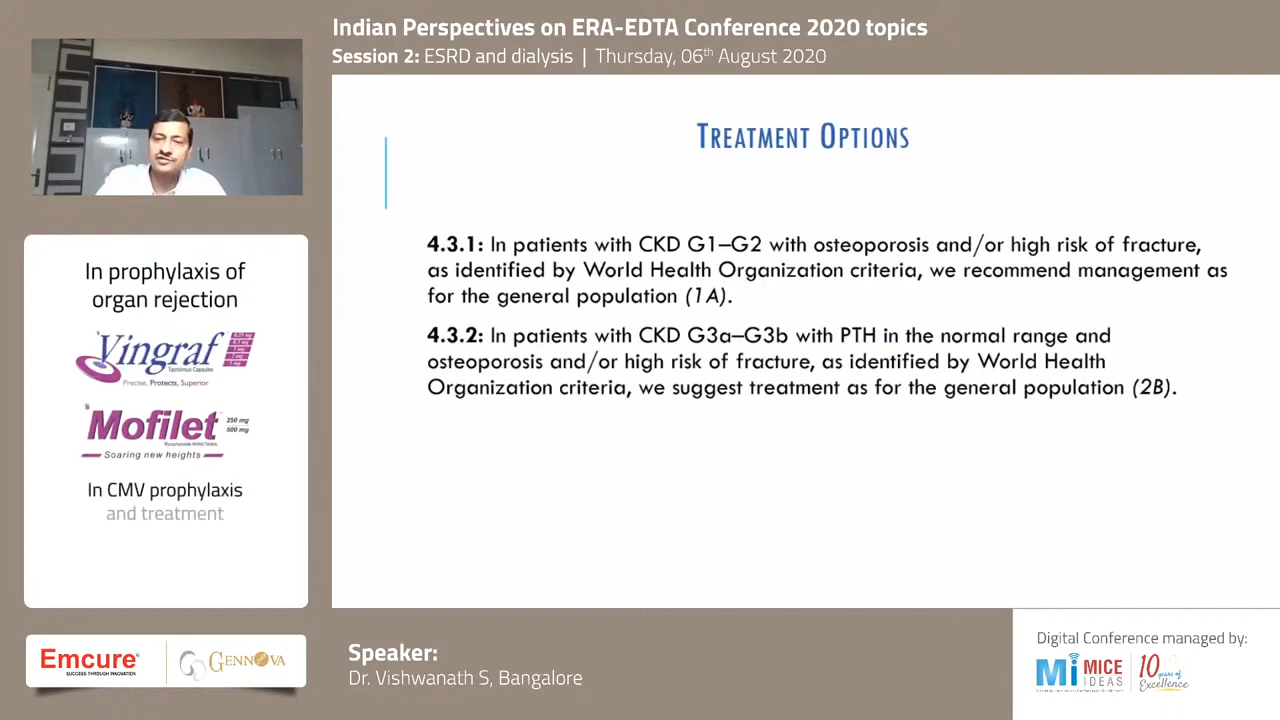 Indian Perspectives on ERA-EDTA Conference 2020 topics
Session 2: ESRD and dialysis | Thursday, 06th August 2020
TREATMENT OPTIONS
4.3.1: In patients with CKD G1–G2 with osteoporosis and/or high risk of fracture,
as identified by World Health Organization criteria, we recommend management as
for the general population (1A).
4.3.2: In patients with CKD G3a–G3b with PTH in the normal range and
osteoporosis and/or high risk of fracture, as identified by World Health
Organization criteria, we suggest treatment as for the general population (2B).
In prophylaxis of
organ rejection
Vingraf
Tacrolimus Capsules
Precise, Protects, Superior
Mofilet
250 mg
500 mg
Soaring new heights
In CMV prophylaxis
and treatment
Emcure
SUCCESS THROUGH INNOVATION
GENNOVA
Speaker:
Dr. Vishwanath S, Bangalore
Digital Conference managed by:
Mi MICE IDEAS
10 years of Excellence